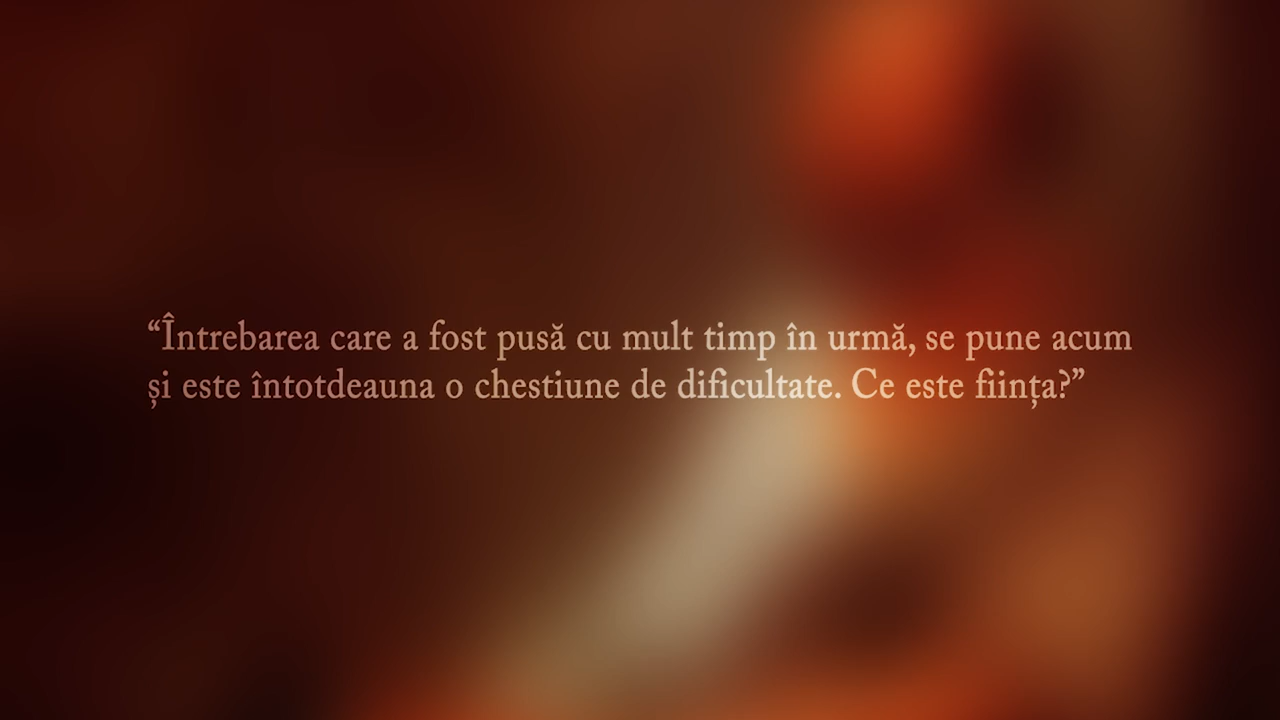 “Întrebarea care a fost pusă cu mult timp în urmă, se pune acum
și este întotdeauna o chestiune de dificultate. Ce este ființa?”